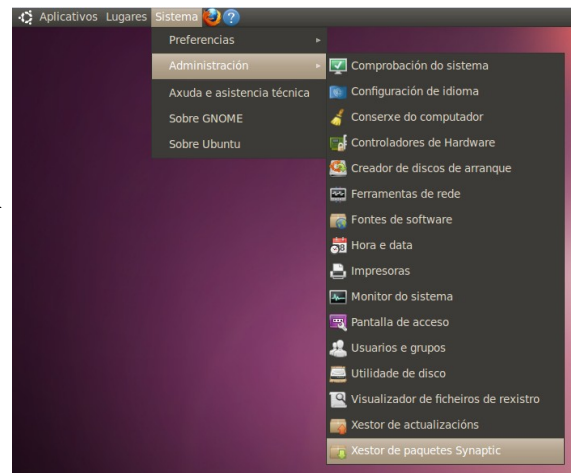 Aplicativos Lugares Sistema
Preferencias
Administración
Axuda e asistencia técnica
Sobre GNOME
Sobre Ubuntu
Comprobación do sistema
Configuración de idioma
Conserxe do computador
Controladores de Hardware
Creador de discos de arranque
Ferramentas de rede
Fontes de software
Hora e data
Impresoras
Monitor do sistema
Pantalla de acceso
Usuarios e grupos
Utilidade de disco
Visualizador de ficheiros de rexistro
Xestor de actualizacións
Xestor de paquetes Synaptic